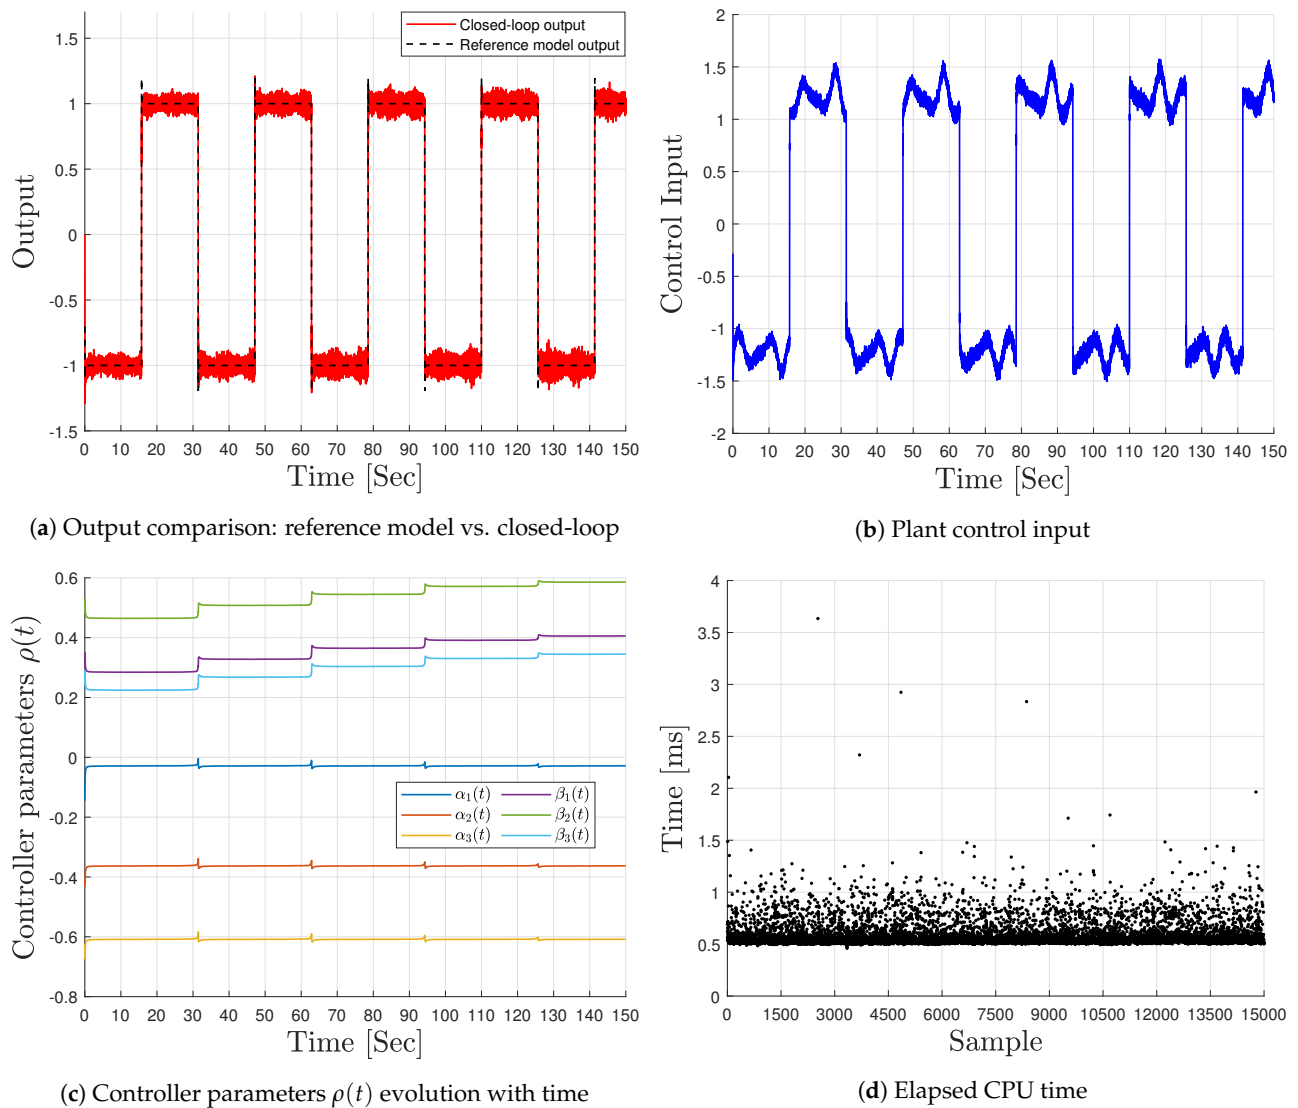 Closed-loop output
Reference model output
1.5
1
0.5
0
-0.5
-1
-1.5
Output
0 10 20 30 40 50 60 70 80 90 100 110 120 130 140 150
Time [Sec]
(a) Output comparison: reference model vs. closed-loop
2
1.5
1
0.5
0
-0.5
-1
-1.5
-2
Control Input
0 10 20 30 40 50 60 70 80 90 100 110 120 130 140 150
Time [Sec]
(b) Plant control input
0.6
0.4
0.2
0
-0.2
-0.4
-0.6
-0.8
Controller parameters ρ(t)
α₁(t) β₁(t)
α₂(t) β₂(t)
α₃(t) β₃(t)
0 10 20 30 40 50 60 70 80 90 100 110 120 130 140 150
Time [Sec]
(c) Controller parameters ρ(t) evolution with time
4
3.5
3
2.5
2
1.5
1
0.5
0
Time [ms]
0 1500 3000 4500 6000 7500 9000 10500 12000 13500 15000
Sample
(d) Elapsed CPU time